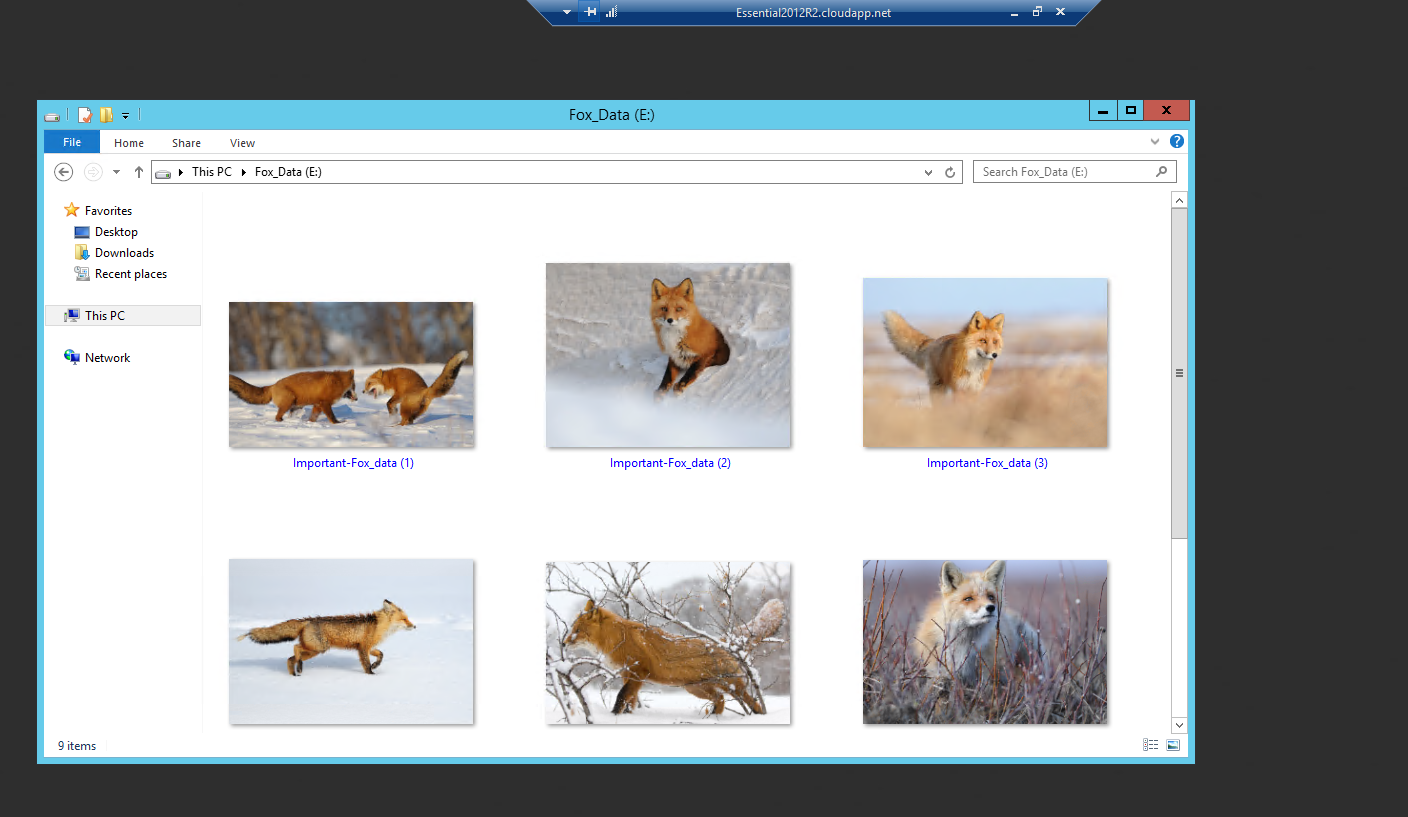 Essential2012R2.cloudapp.net
Fox_Data (E:)
File Home Share View
This PC Fox_Data (E:) Search Fox_Data (E:)
Favorites
Desktop
Downloads
Recent places
This PC
Network
Important-Fox_data (1) Important-Fox_data (2) Important-Fox_data (3)
9 items